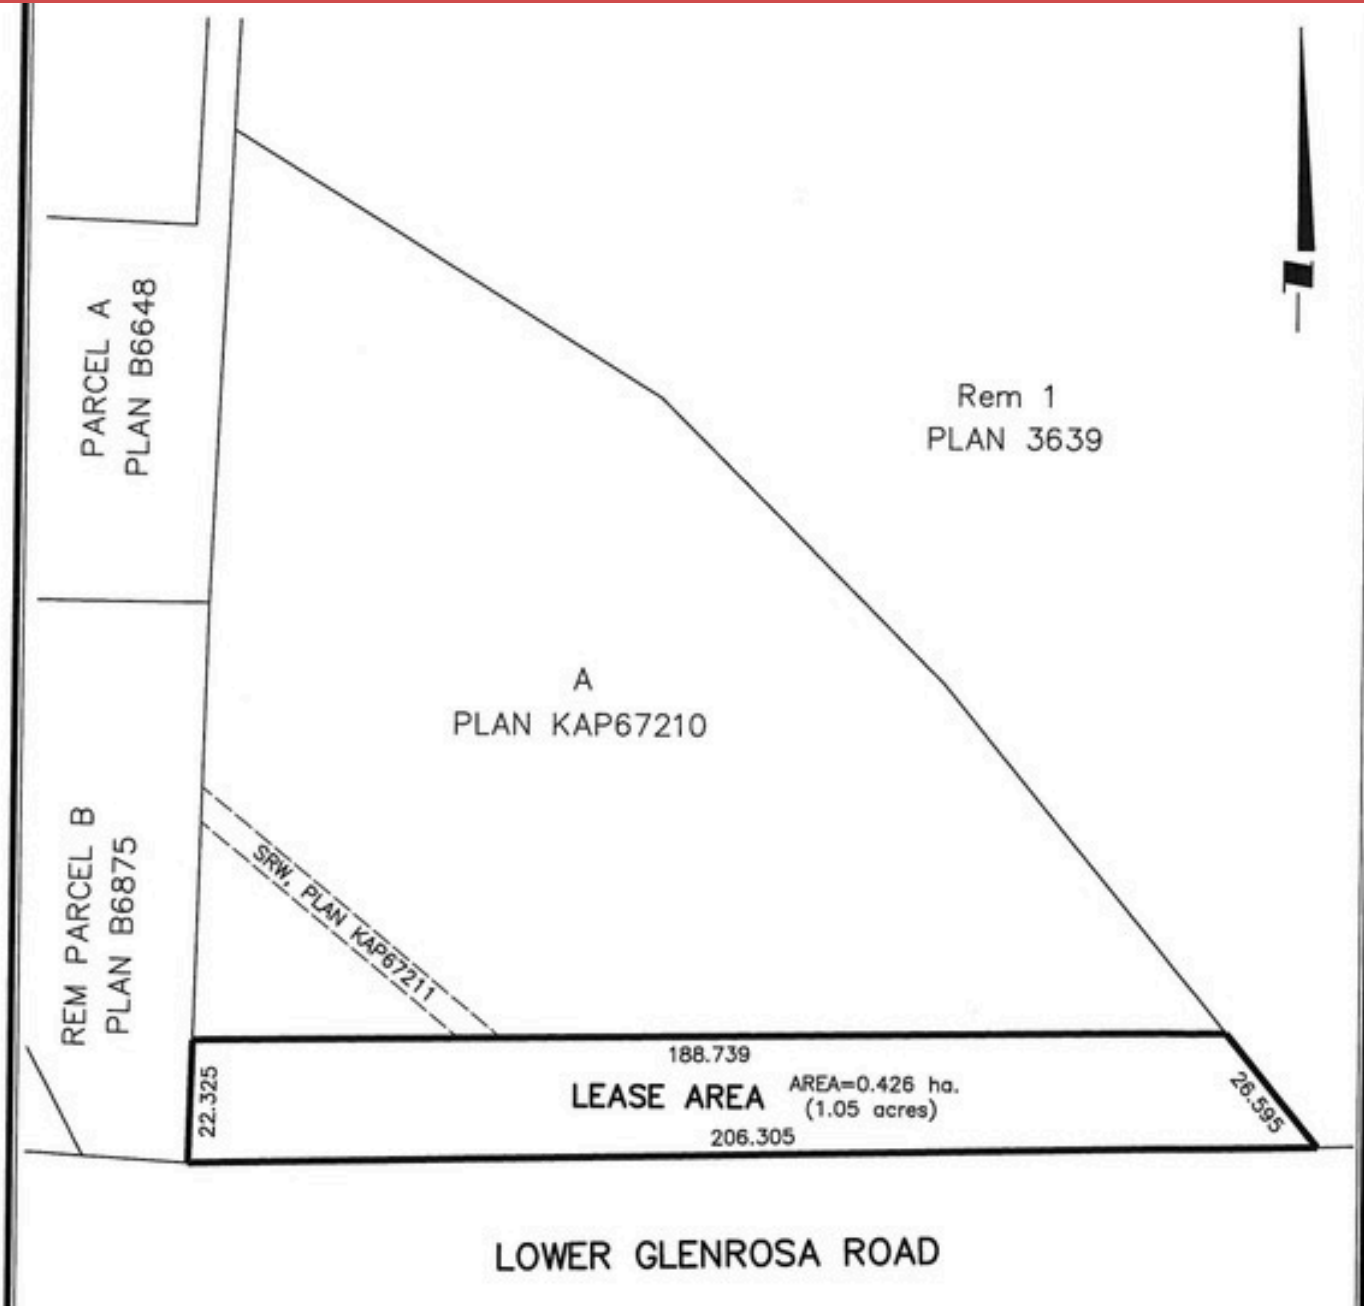 PARCEL A
PLAN B6648
Rem 1
PLAN 3639
A
PLAN KAP67210
REM PARCEL B
PLAN B6875
SRW, PLAN KAP67211
188.739
22.325
LEASE AREA
AREA=0.426 ha.
(1.05 acres)
26.595
206.305
LOWER GLENROSA ROAD